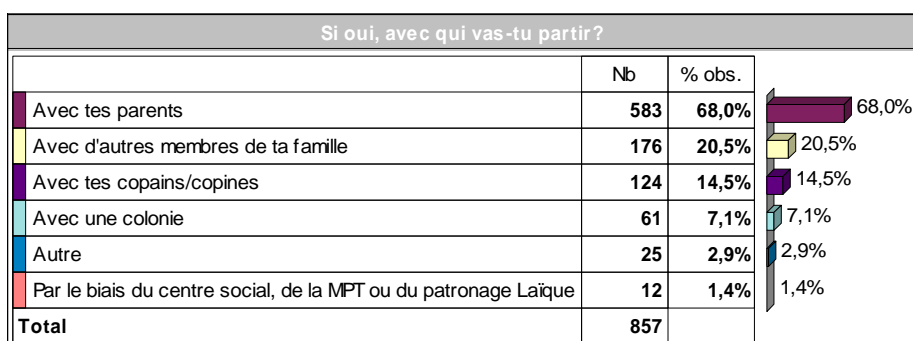 Si oui, avec qui vas-tu partir?
Nb % obs.
Avec tes parents 583 68,0% 68,0%
Avec d'autres membres de ta famille 176 20,5% 20,5%
Avec tes copains/copines 124 14,5% 14,5%
Avec une colonie 61 7,1% 7,1%
Autre 25 2,9% 2,9%
Par le biais du centre social, de la MPT ou du patronage Laïque 12 1,4% 1,4%
Total 857